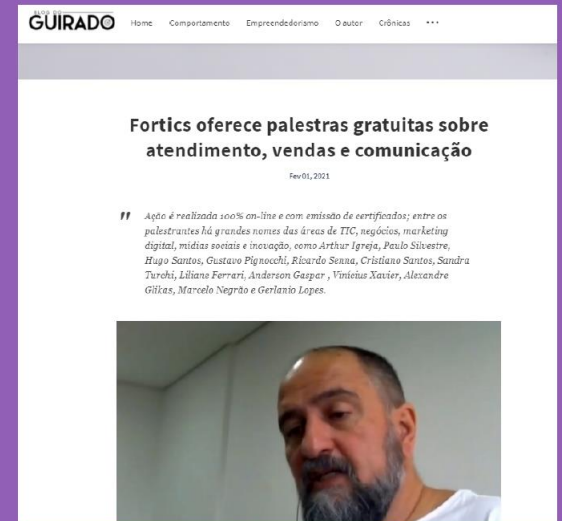 BLOG DO
GUIRADO
Home Comportamento Empreendedorismo O autor Crônicas
Fortics oferece palestras gratuitas sobre
atendimento, vendas e comunicação
Fev 01, 2021
" Ação é realizada 100% on-line e com emissão de certificados; entre os
palestrantes há grandes nomes das áreas de TIC, negócios, marketing
digital, mídias sociais e inovação, como Arthur Igreja, Paulo Silvestre,
Hugo Santos, Gustavo Pignocchi, Ricardo Senna, Cristiano Santos, Sandra
Turchi, Liliane Ferrari, Anderson Gaspar , Vinícius Xavier, Alexandre
Glikas, Marcelo Negrão e Gerlanio Lopes.